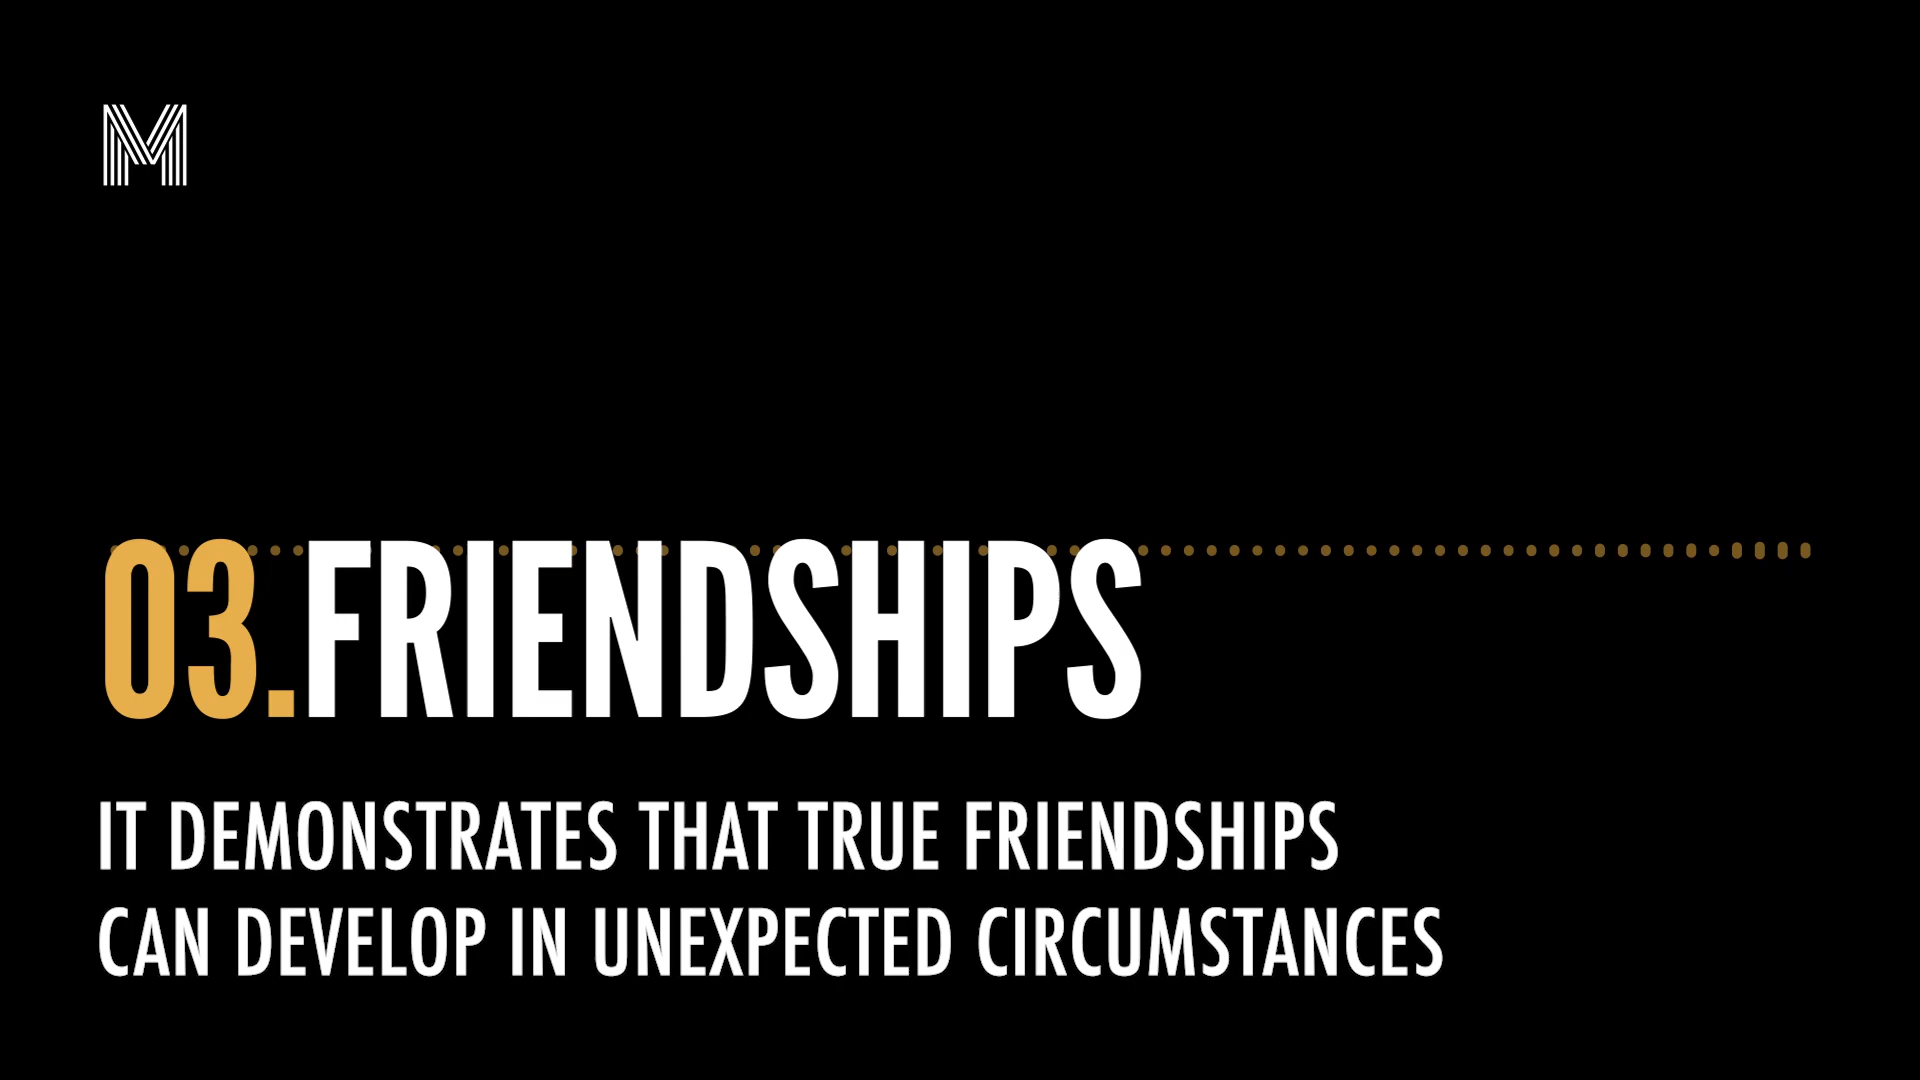 M
03.FRIENDSHIPS
IT DEMONSTRATES THAT TRUE FRIENDSHIPS
CAN DEVELOP IN UNEXPECTED CIRCUMSTANCES